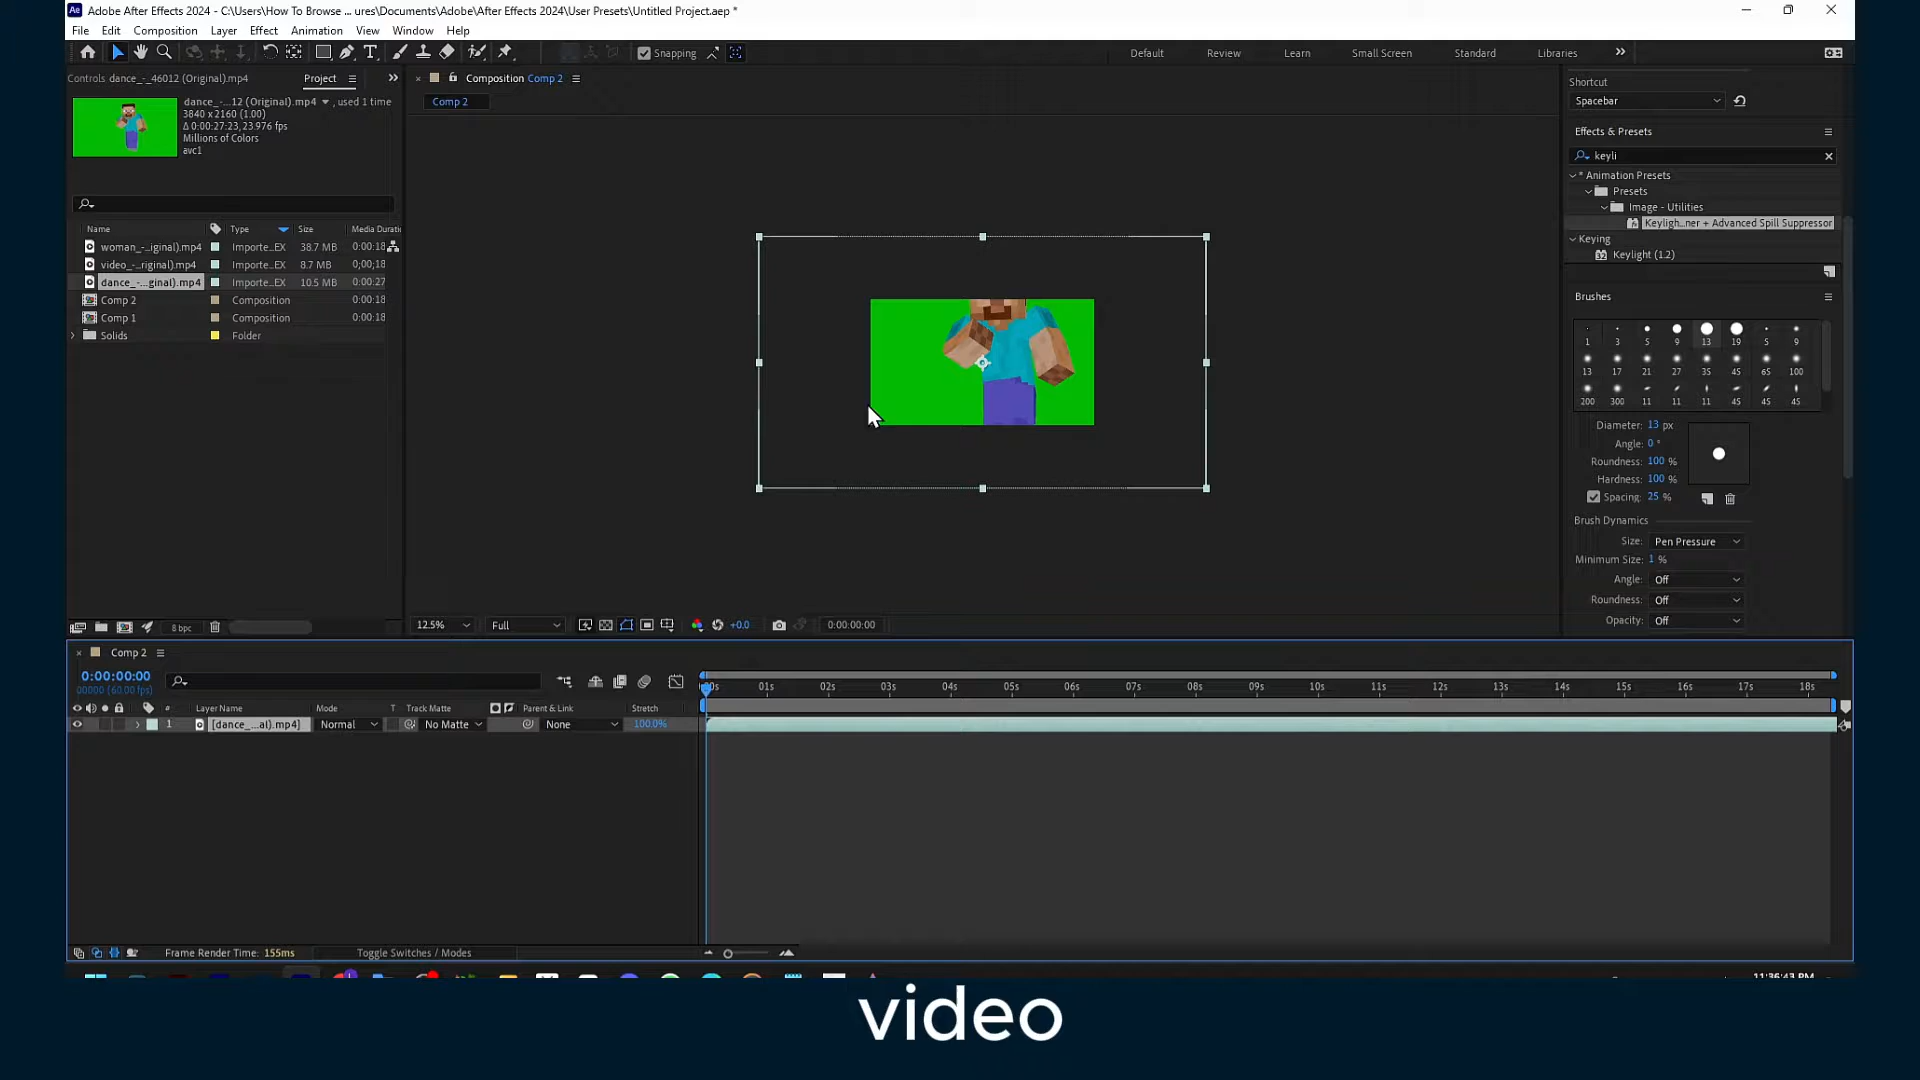 Adobe After Effects 2024 - C:\Users\How To Browse ... ures\Documents\Adobe\After Effects 2024\User Presets\Untitled Project.aep *
File Edit Composition Layer Effect Animation View Window Help
Snapping
Default Review Learn Small Screen Standard Libraries
Controls dance_-_46012 (Original).mp4 Project
Composition Comp 2
Comp 2
dance_-...12 (Original).mp4 , used 1 time
3840 x 2160 (1.00)
Δ 0:00:27:23, 23.976 fps
Millions of Colors
avc1
Name Type Size Media Durati
woman_-...iginal).mp4 Importe...EX 38.7 MB 0:00:18
video_-...riginal).mp4 Importe...EX 8.7 MB 0;00;18
dance_-...ginal).mp4 Importe...EX 10.5 MB 0:00:27
Comp 2 Composition 0:00:18
Comp 1 Composition 0:00:18
Solids Folder
8 bpc
12.5% Full +0.0 0:00:00:00
Shortcut
Spacebar
Effects & Presets
keyli
* Animation Presets
Presets
Image - Utilities
Keyligh...ner + Advanced Spill Suppressor
Keying
Keylight (1.2)
Brushes
1 3 5 9 13 19 5 9
13 17 21 27 35 45 65 100
200 300 11 11 11 45 45 45
Diameter: 13 px
Angle: 0 °
Roundness: 100 %
Hardness: 100 %
Spacing: 25 %
Brush Dynamics
Size: Pen Pressure
Minimum Size: 1 %
Angle: Off
Roundness: Off
Opacity: Off
Comp 2
0:00:00:00
00000 (60.00 fps)
01s 02s 03s 04s 05s 06s 07s 08s 09s 10s 11s 12s 13s 14s 15s 16s 17s 18s
# Layer Name Mode T Track Matte Parent & Link Stretch
1 [dance_...al).mp4] Normal No Matte None 100.0%
Frame Render Time: 155ms Toggle Switches / Modes
11:36:43 PM
video